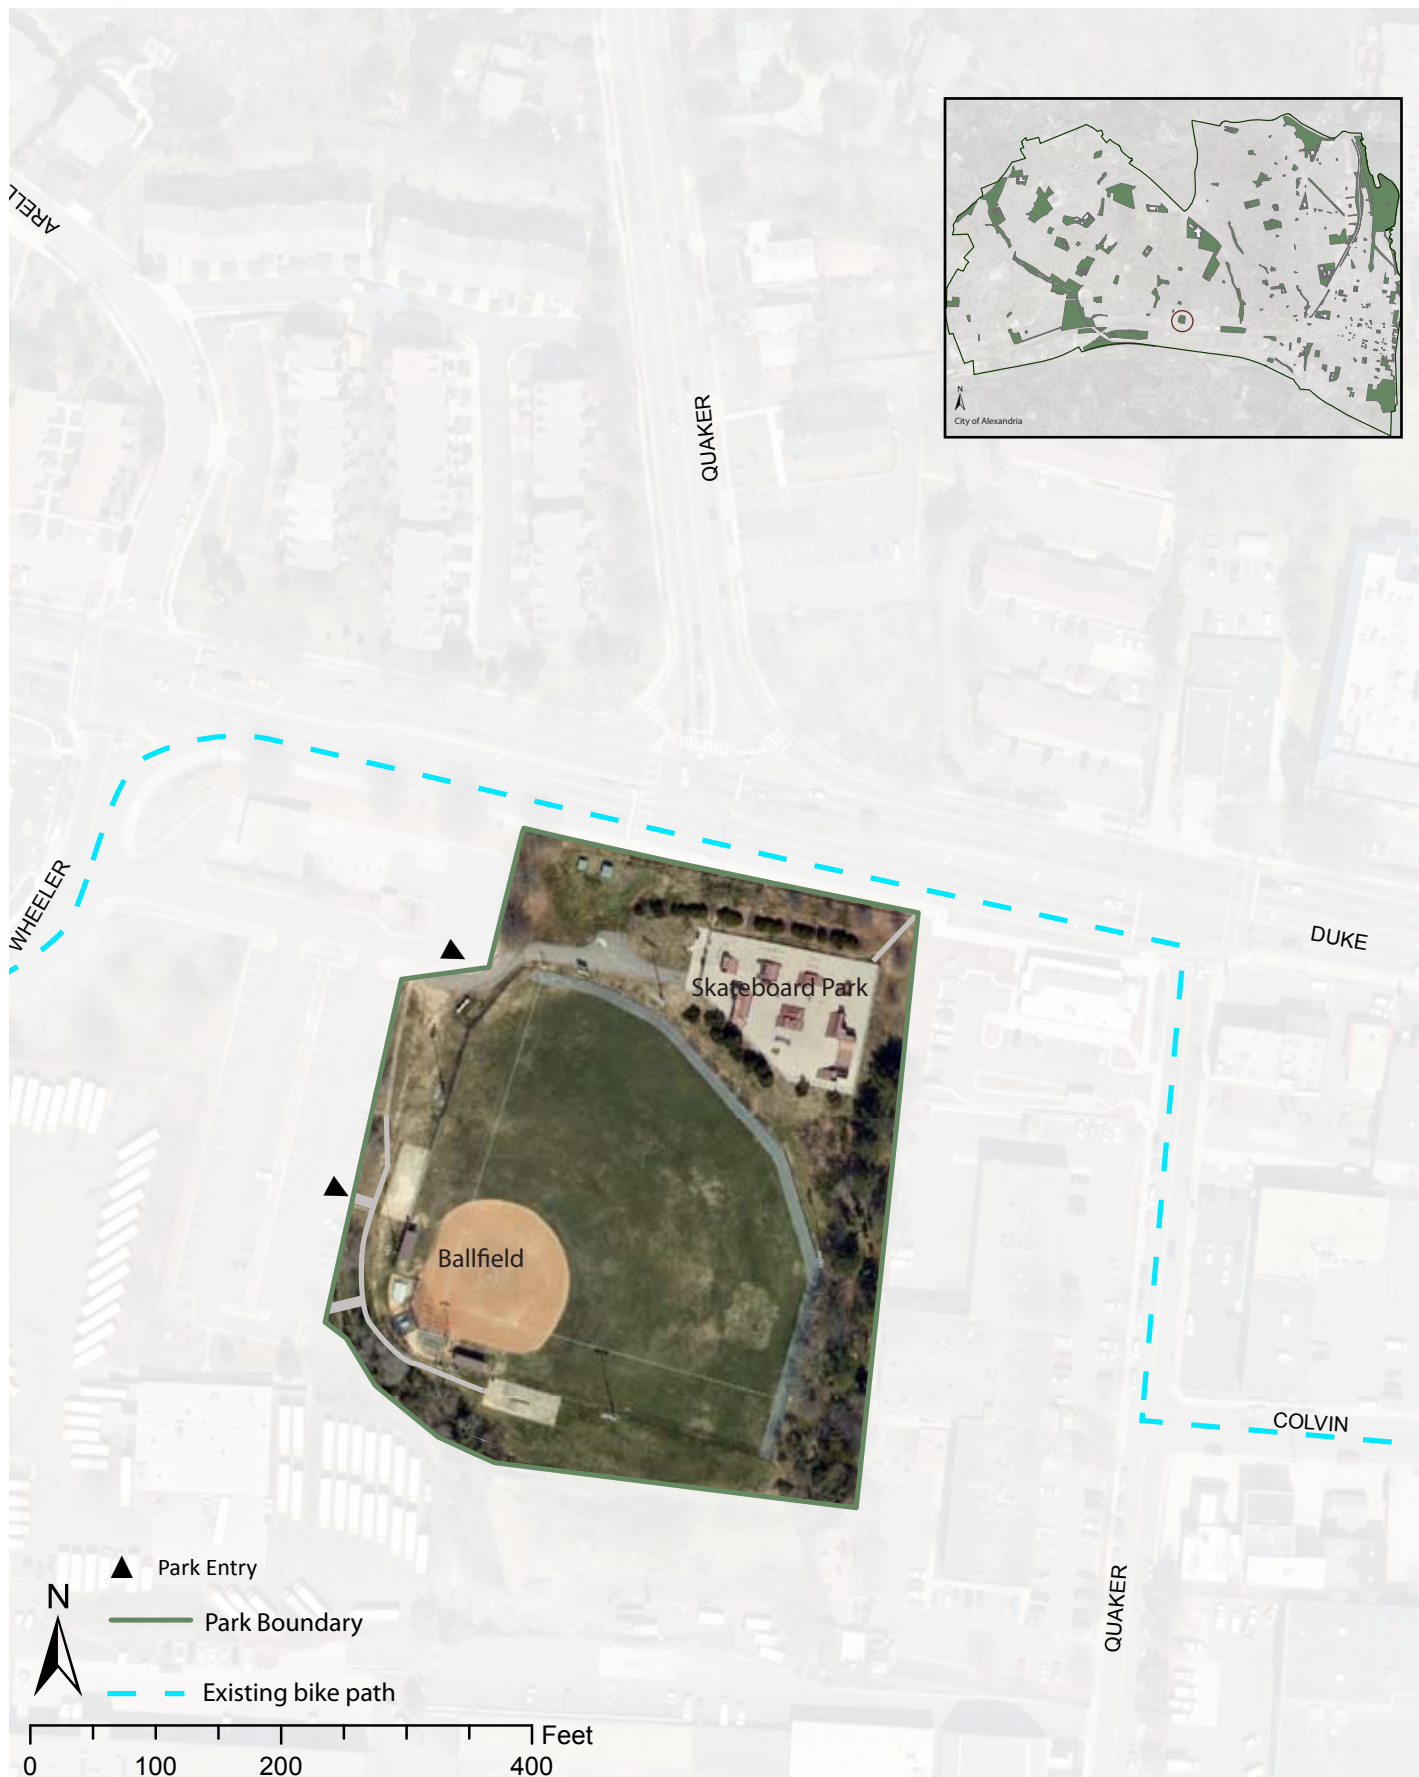 ARELL
N
City of Alexandria
QUAKER
WHEELER
DUKE
Skateboard Park
Ballfield
COLVIN
QUAKER
Park Entry
N
Park Boundary
Existing bike path
Feet
0 100 200 400